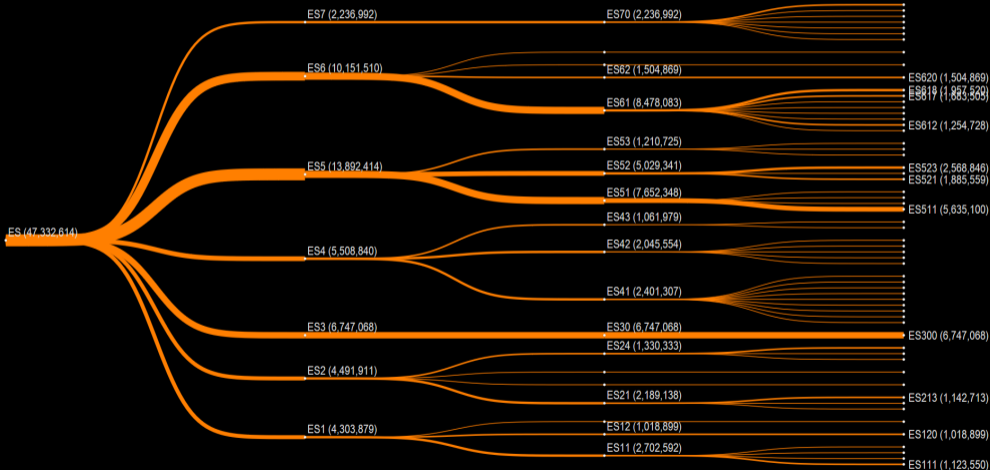 ES7 (2,236,992)
ES70 (2,236,992)
ES6 (10,151,510)
ES62 (1,504,869)
ES620 (1,504,869)
ES618 (1,957,520)
ES61 (8,478,083)
ES612 (1,254,728)
ES53 (1,210,725)
ES5 (13,892,414)
ES52 (5,029,341)
ES523 (2,568,846)
ES521 (1,885,559)
ES51 (7,652,348)
ES511 (5,635,100)
ES43 (1,061,979)
ES (47,332,614)
ES4 (5,508,840)
ES42 (2,045,554)
ES41 (2,401,307)
ES3 (6,747,068)
ES30 (6,747,068)
ES300 (6,747,068)
ES24 (1,330,333)
ES2 (4,491,911)
ES21 (2,189,138)
ES213 (1,142,713)
ES1 (4,303,879)
ES12 (1,018,899)
ES120 (1,018,899)
ES11 (2,702,592)
ES111 (1,123,550)